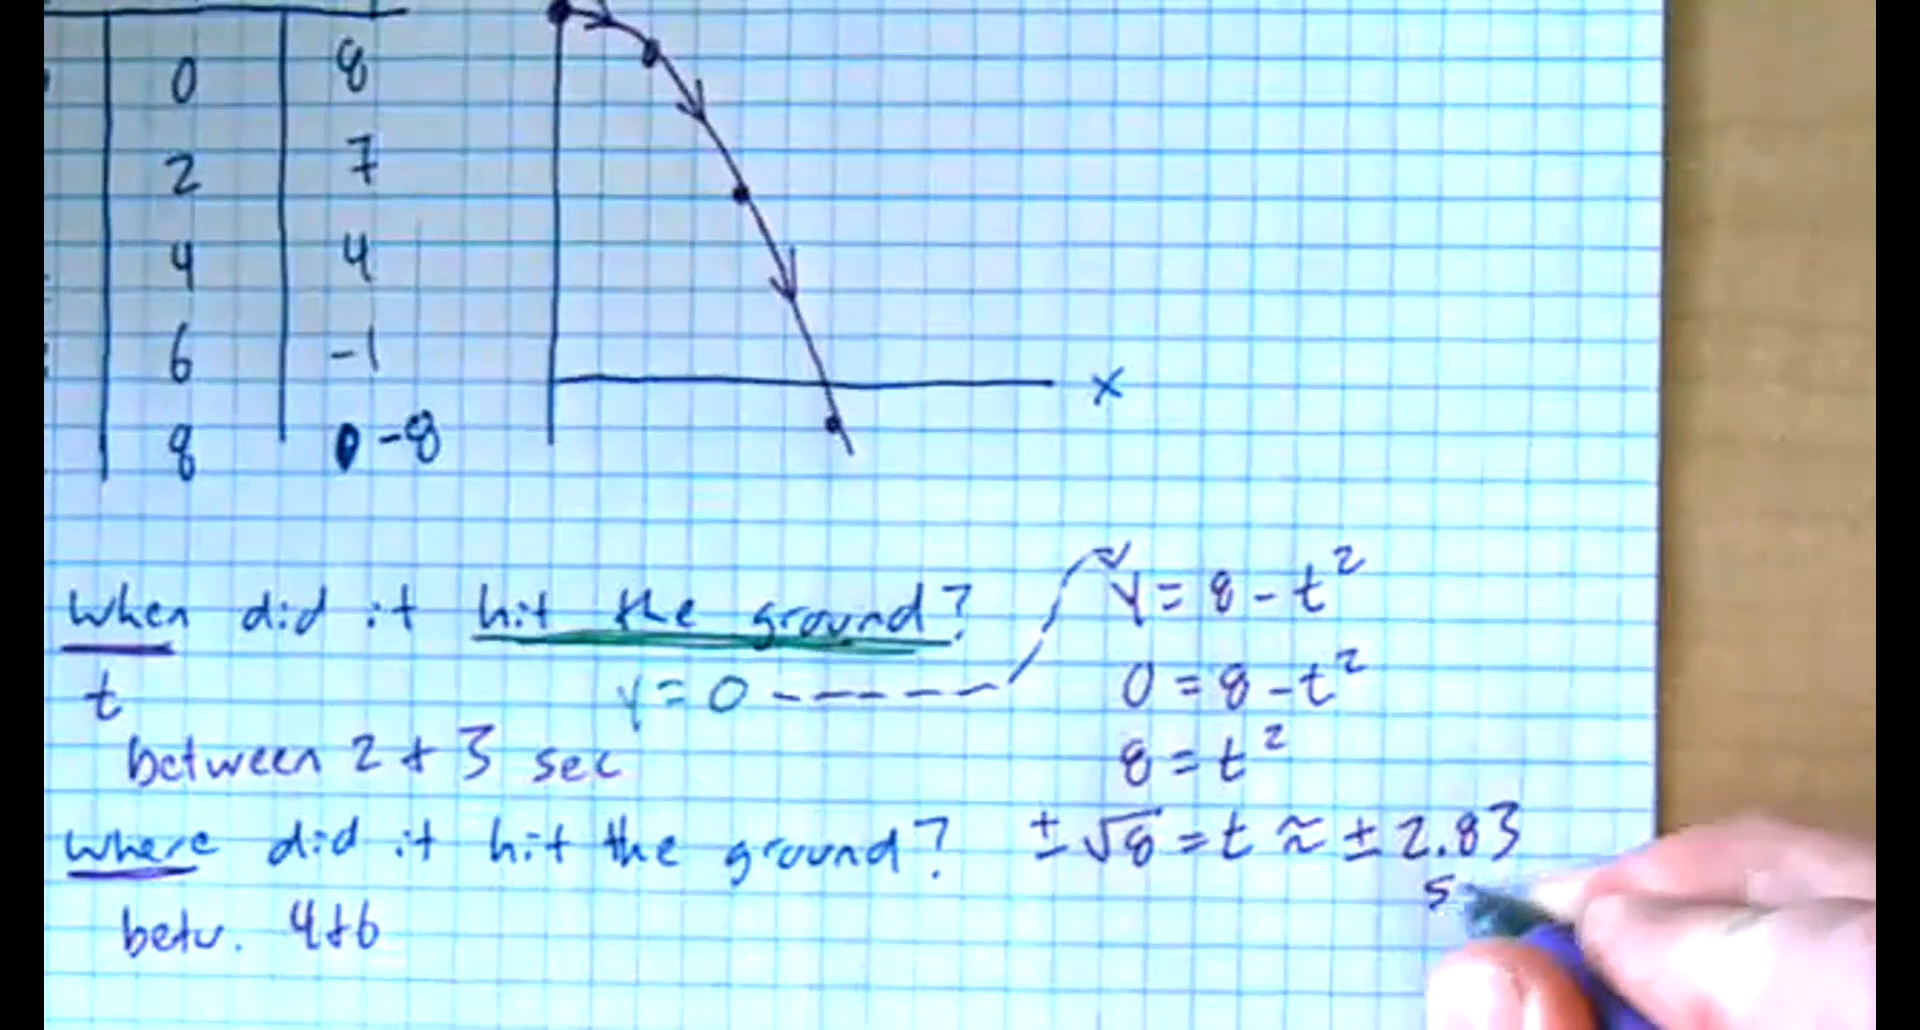 0 8
2 7
4 4
6 -1
8 -8
x
When did it hit the ground?
t
y=0
between 2 + 3 sec
y = 8 - t²
0 = 8 - t²
8 = t²
±√8 = t ≈ ± 2.83
s
Where did it hit the ground?
betw. 4+6